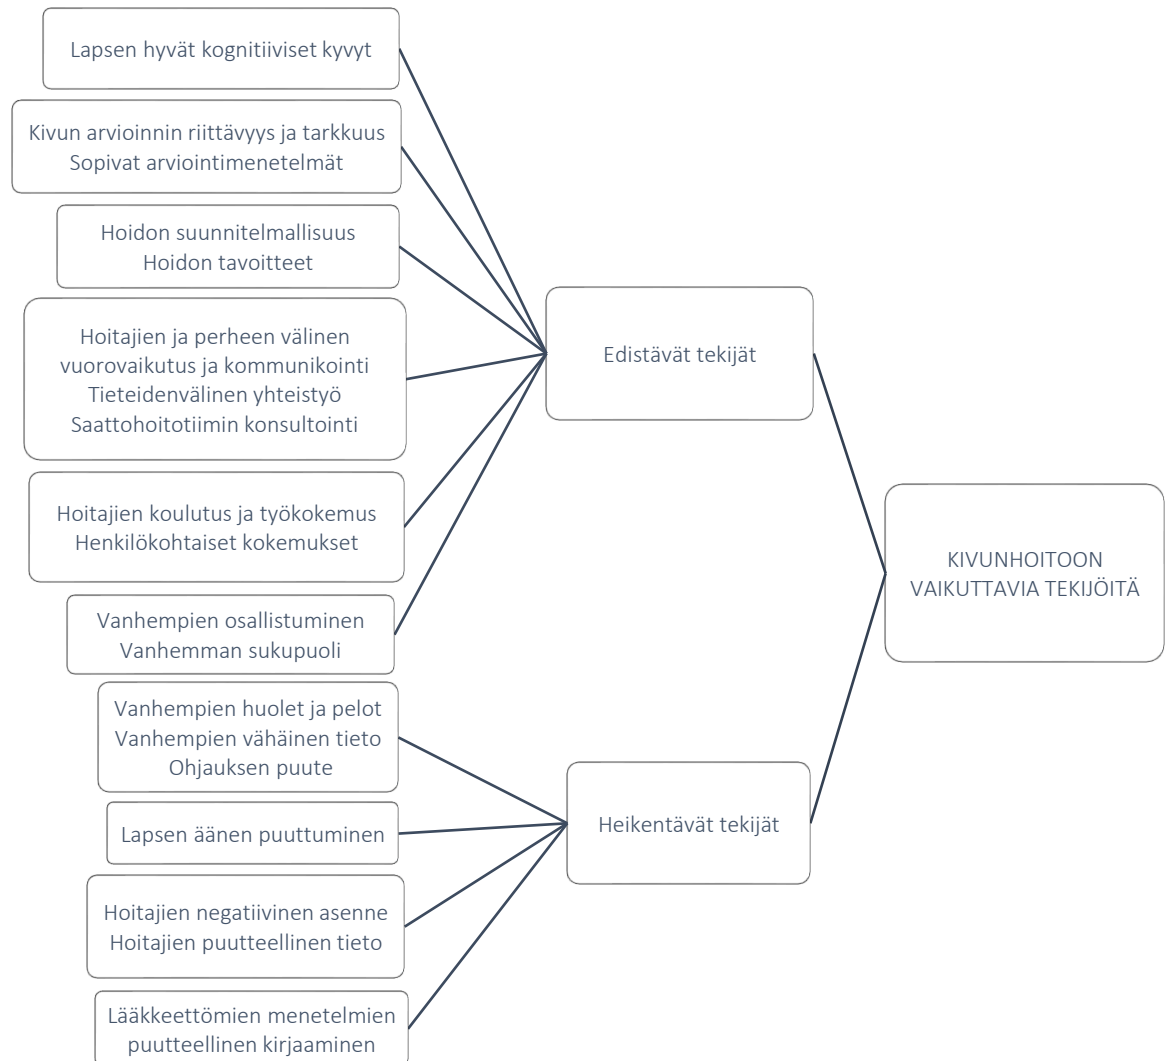 Lapsen hyvät kognitiiviset kyvyt
Kivun arvioinnin riittävyys ja tarkkuus
Sopivat arviointimenetelmät
Hoidon suunnitelmallisuus
Hoidon tavoitteet
Hoitajien ja perheen välinen
vuorovaikutus ja kommunikointi
Tieteidenvälinen yhteistyö
Saattohoitotiimin konsultointi
Hoitajien koulutus ja työkokemus
Henkilökohtaiset kokemukset
Vanhempien osallistuminen
Vanhemman sukupuoli
Edistävät tekijät
Vanhempien huolet ja pelot
Vanhempien vähäinen tieto
Ohjauksen puute
Lapsen äänen puuttuminen
Hoitajien negatiivinen asenne
Hoitajien puutteellinen tieto
Lääkkeettömien menetelmien
puutteellinen kirjaaminen
Heikentävät tekijät
KIVUNHOITOON
VAIKUTTAVIA TEKIJÖITÄ